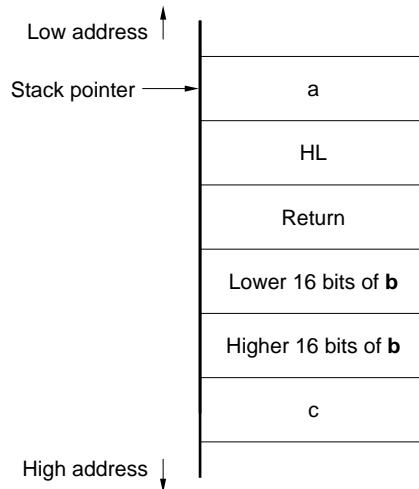 Low address
Stack pointer
a
HL
Return
Lower 16 bits of b
Higher 16 bits of b
c
High address